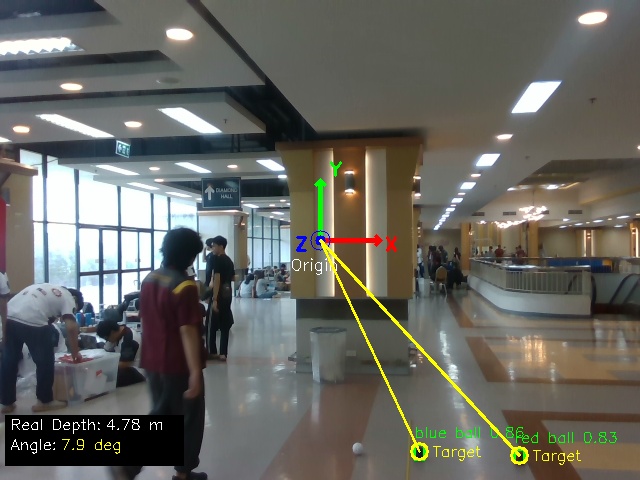 DIAMOND
HALL
Y
Z
X
Origin
blue ball 0.86
red ball 0.83
Target
Target
Real Depth: 4.78 m
Angle: 7.9 deg